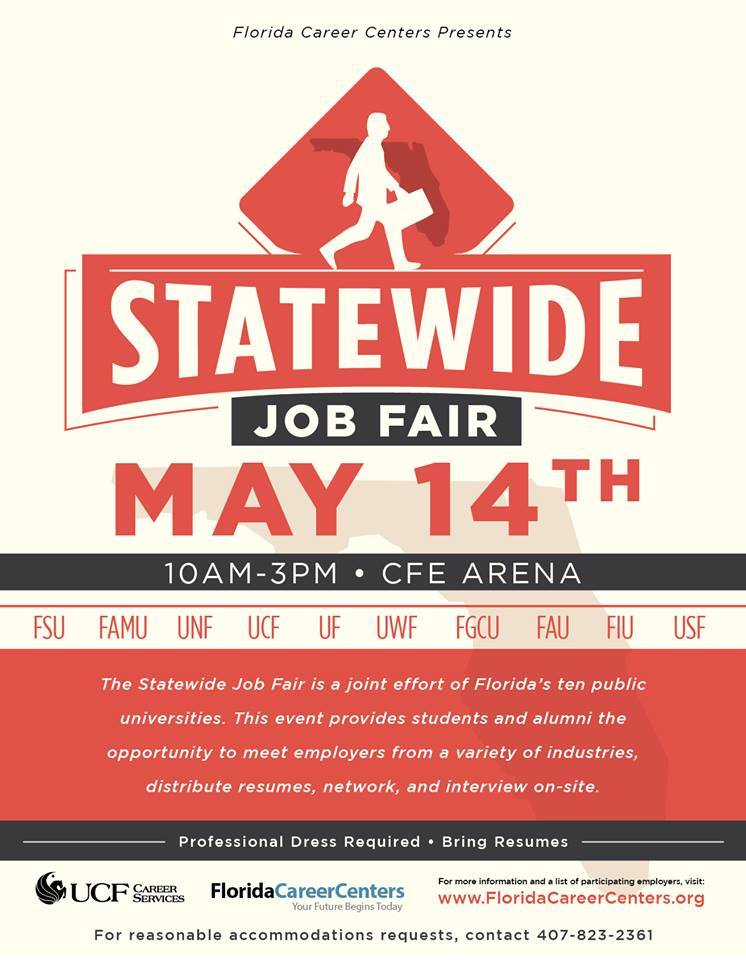 Florida Career Centers Presents
STATEWIDE
JOB FAIR
MAY 14TH
10AM-3PM • CFE ARENA
FSU FAMU UNF UCF UF UWF FGCU FAU FIU USF
The Statewide Job Fair is a joint effort of Florida's ten public
universities. This event provides students and alumni the
opportunity to meet employers from a variety of industries,
distribute resumes, network, and interview on-site.
Professional Dress Required • Bring Resumes
UCF CAREER SERVICES
FloridaCareerCenters
Your Future Begins Today
For more information and a list of participating employers, visit:
www.FloridaCareerCenters.org
For reasonable accommodations requests, contact 407-823-2361